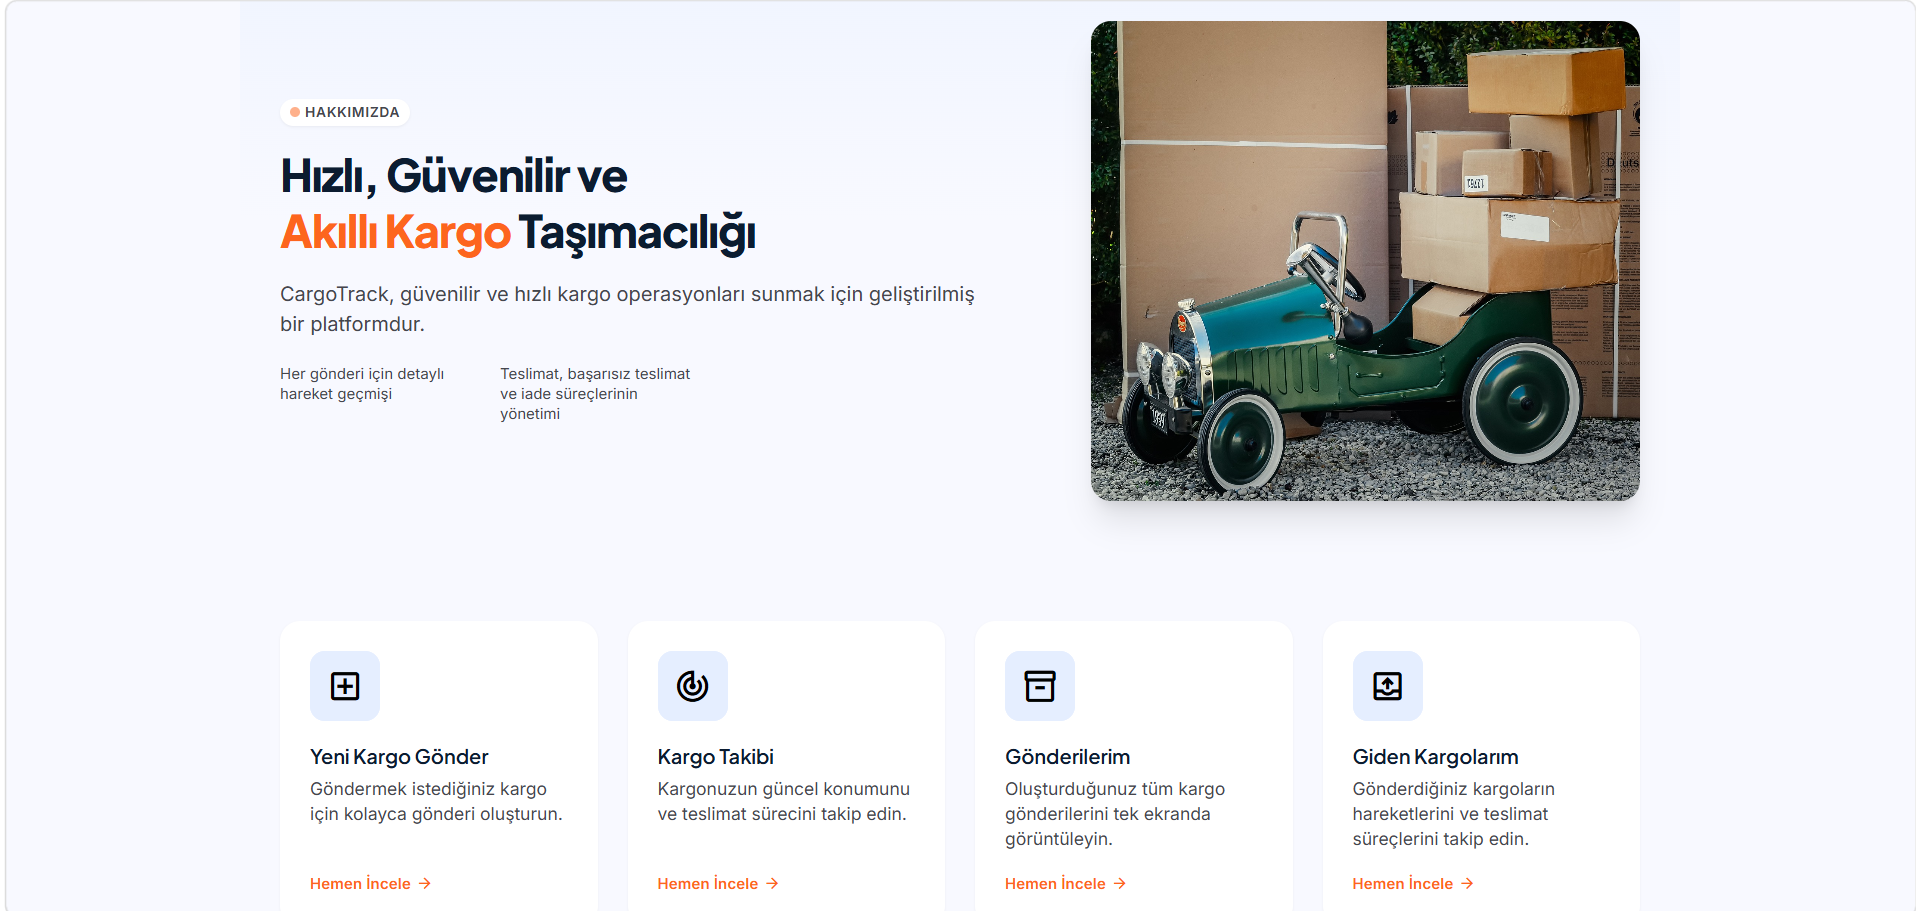 HAKKIMIZDA
Hızlı, Güvenilir ve
Akıllı Kargo Taşımacılığı
CargoTrack, güvenilir ve hızlı kargo operasyonları sunmak için geliştirilmiş
bir platformdur.
Her gönderi için detaylı
hareket geçmişi
Teslimat, başarısız teslimat
ve iade süreçlerinin
yönetimi
Yeni Kargo Gönder
Göndermek istediğiniz kargo
için kolayca gönderi oluşturun.
Hemen İncele →
Kargo Takibi
Kargonuzun güncel konumunu
ve teslimat sürecini takip edin.
Hemen İncele →
Gönderilerim
Oluşturduğunuz tüm kargo
gönderilerini tek ekranda
görüntüleyin.
Hemen İncele →
Giden Kargolarım
Gönderdiğiniz kargoların
hareketlerini ve teslimat
süreçlerini takip edin.
Hemen İncele →